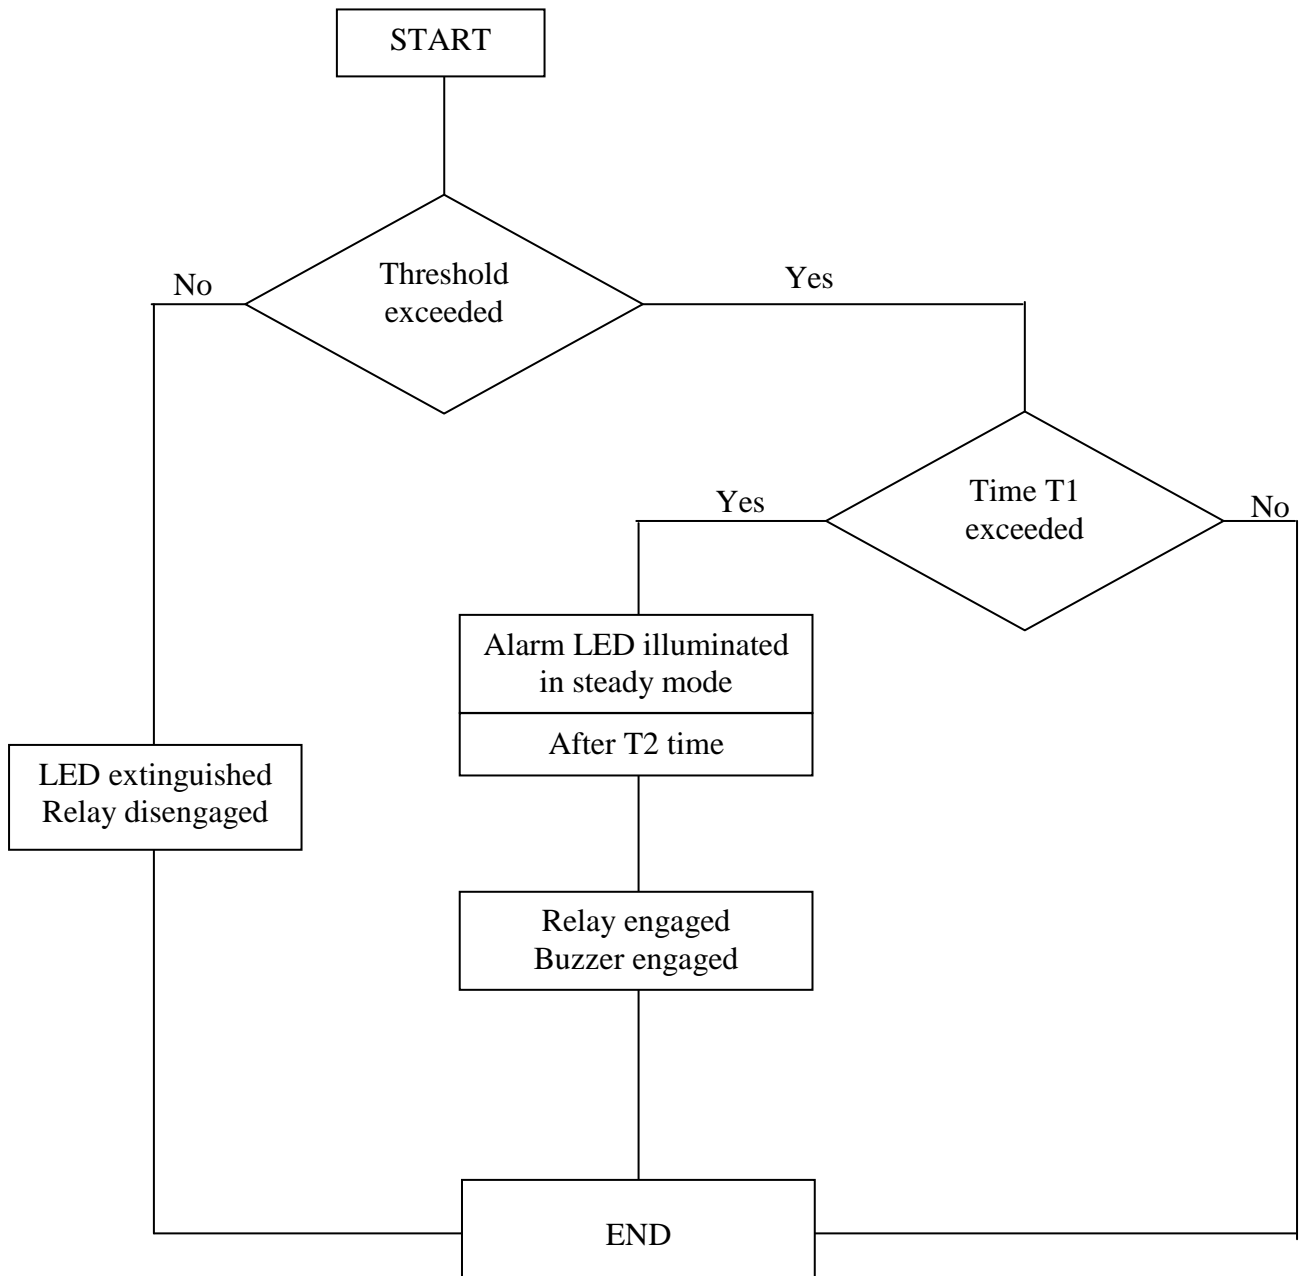 START
Threshold
exceeded
No
Yes
Time T1
exceeded
Yes
No
Alarm LED illuminated
in steady mode
After T2 time
LED extinguished
Relay disengaged
Relay engaged
Buzzer engaged
END